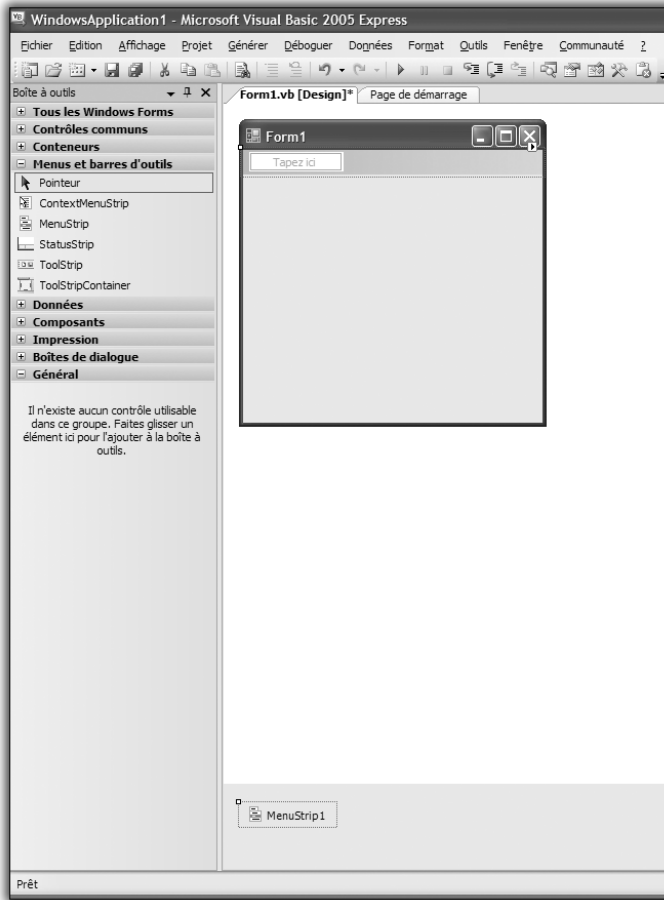 WindowsApplication1 - Microsoft Visual Basic 2005 Express
Fichier Edition Affichage Projet Générer Déboguer Données Format Outils Fenêtre Communauté ?
Boîte à outils
Form1.vb [Design]* Page de démarrage
Tous les Windows Forms
Contrôles communs
Conteneurs
Menus et barres d'outils
Pointeur
ContextMenuStrip
MenuStrip
StatusStrip
ToolStrip
ToolStripContainer
Données
Composants
Impression
Boîtes de dialogue
Général
Il n'existe aucun contrôle utilisable
dans ce groupe. Faites glisser un
élément ici pour l'ajouter à la boîte à
outils.
Form1
Tapez ici
MenuStrip1
Prêt